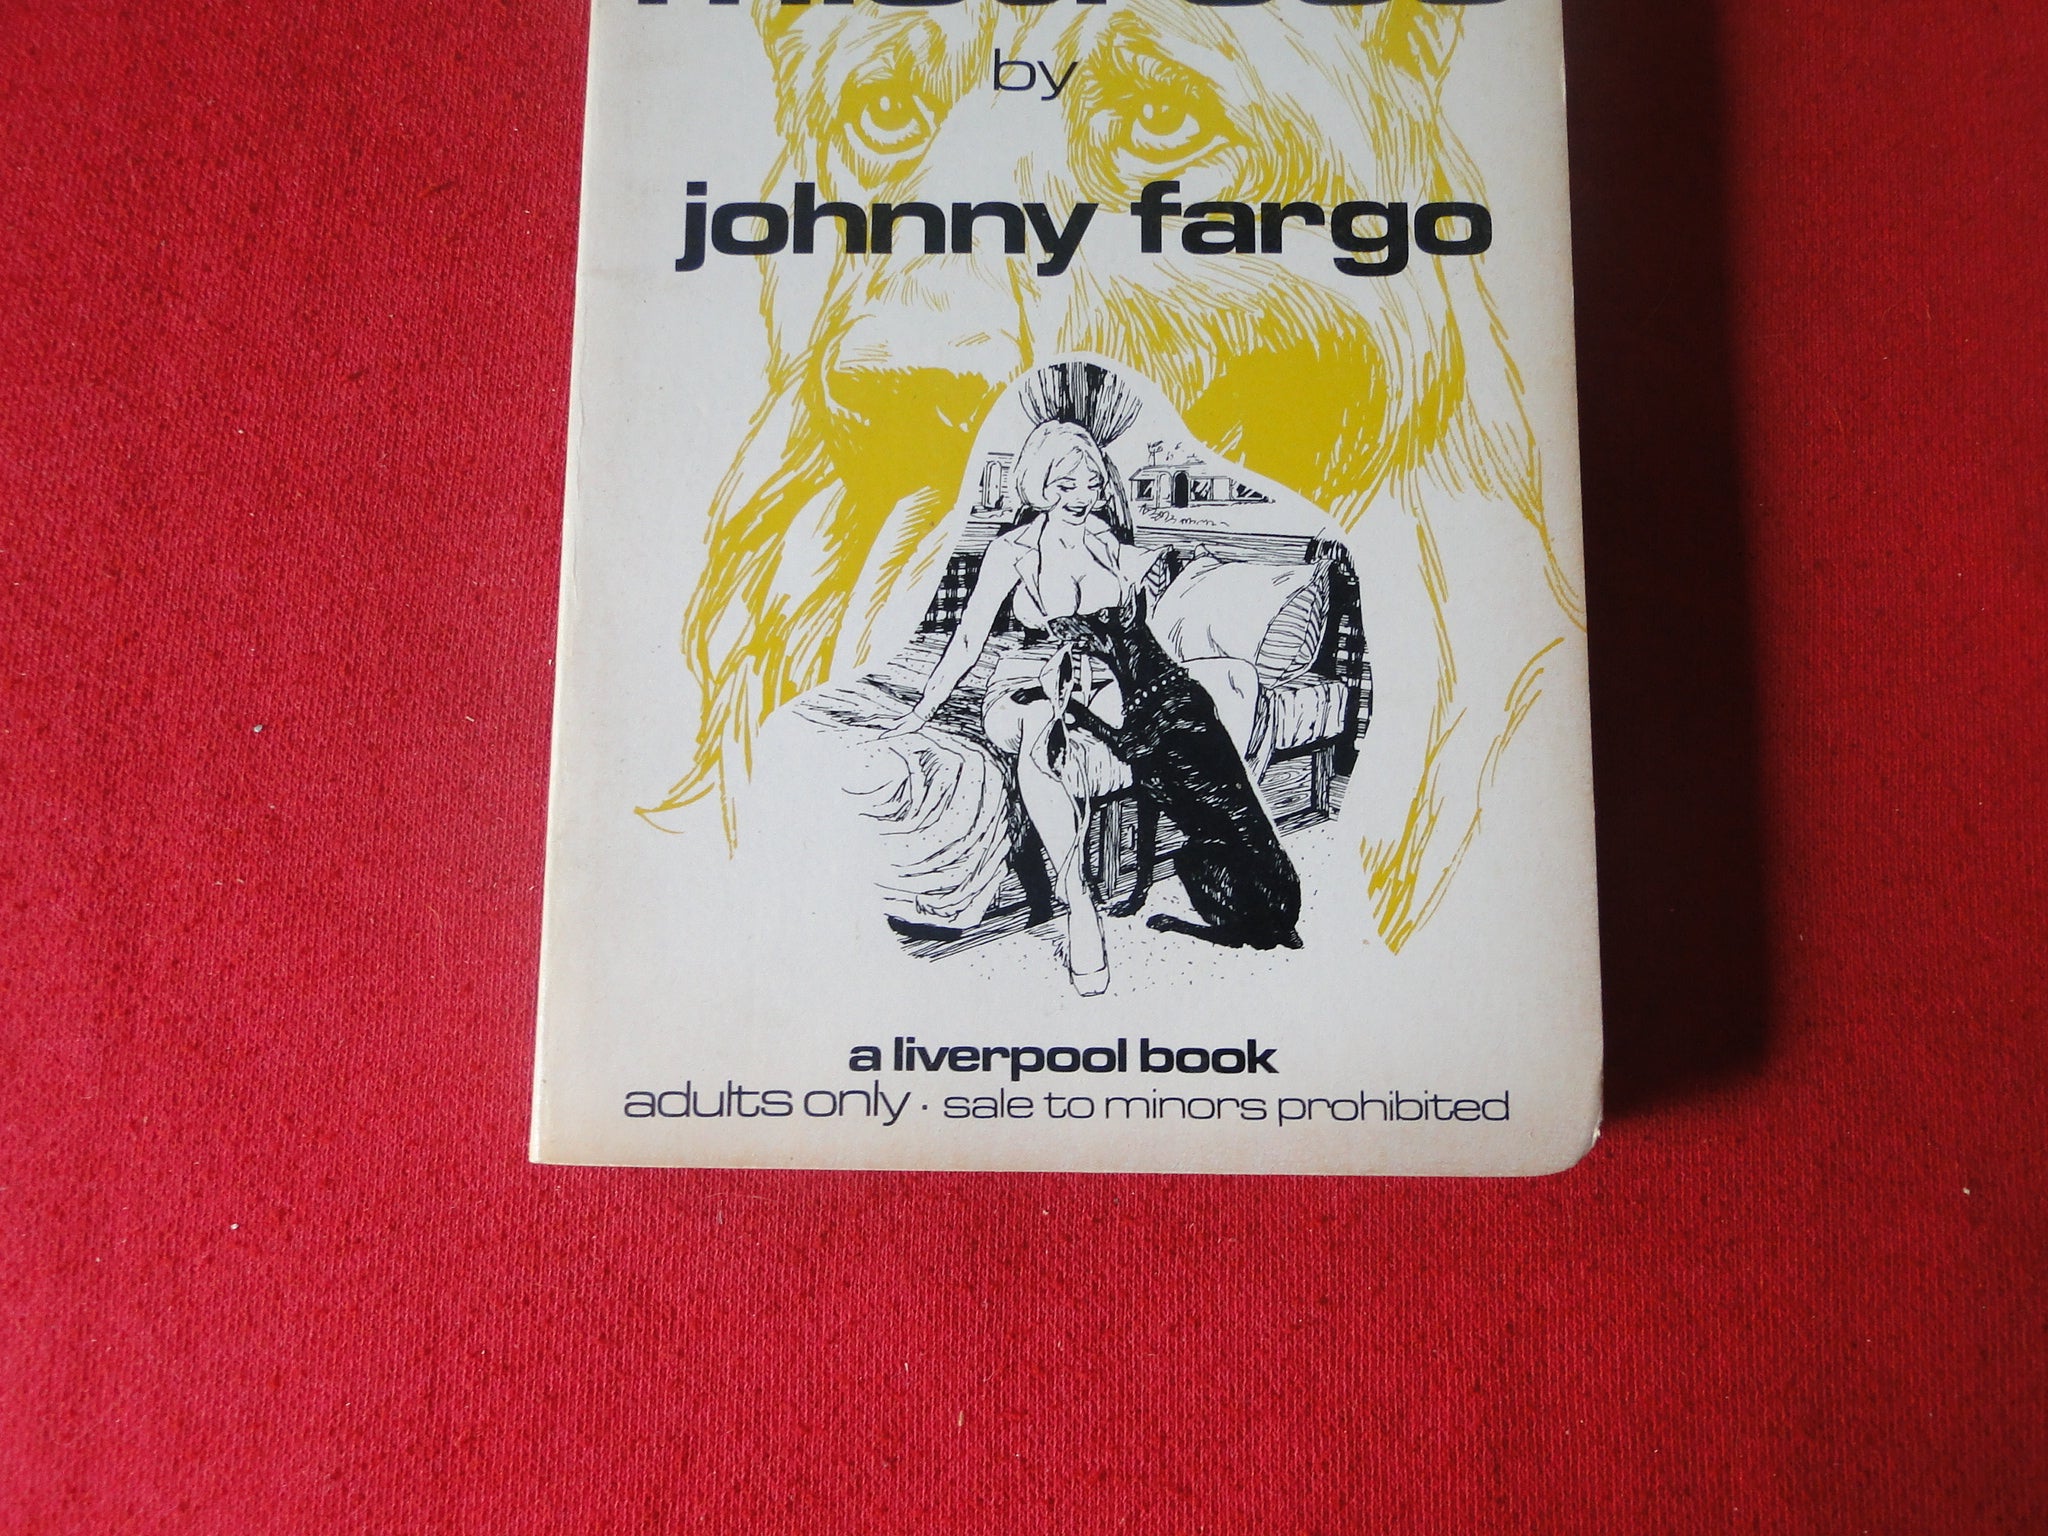 by
johnny fargo
a liverpool book
adults only · sale to minors prohibited